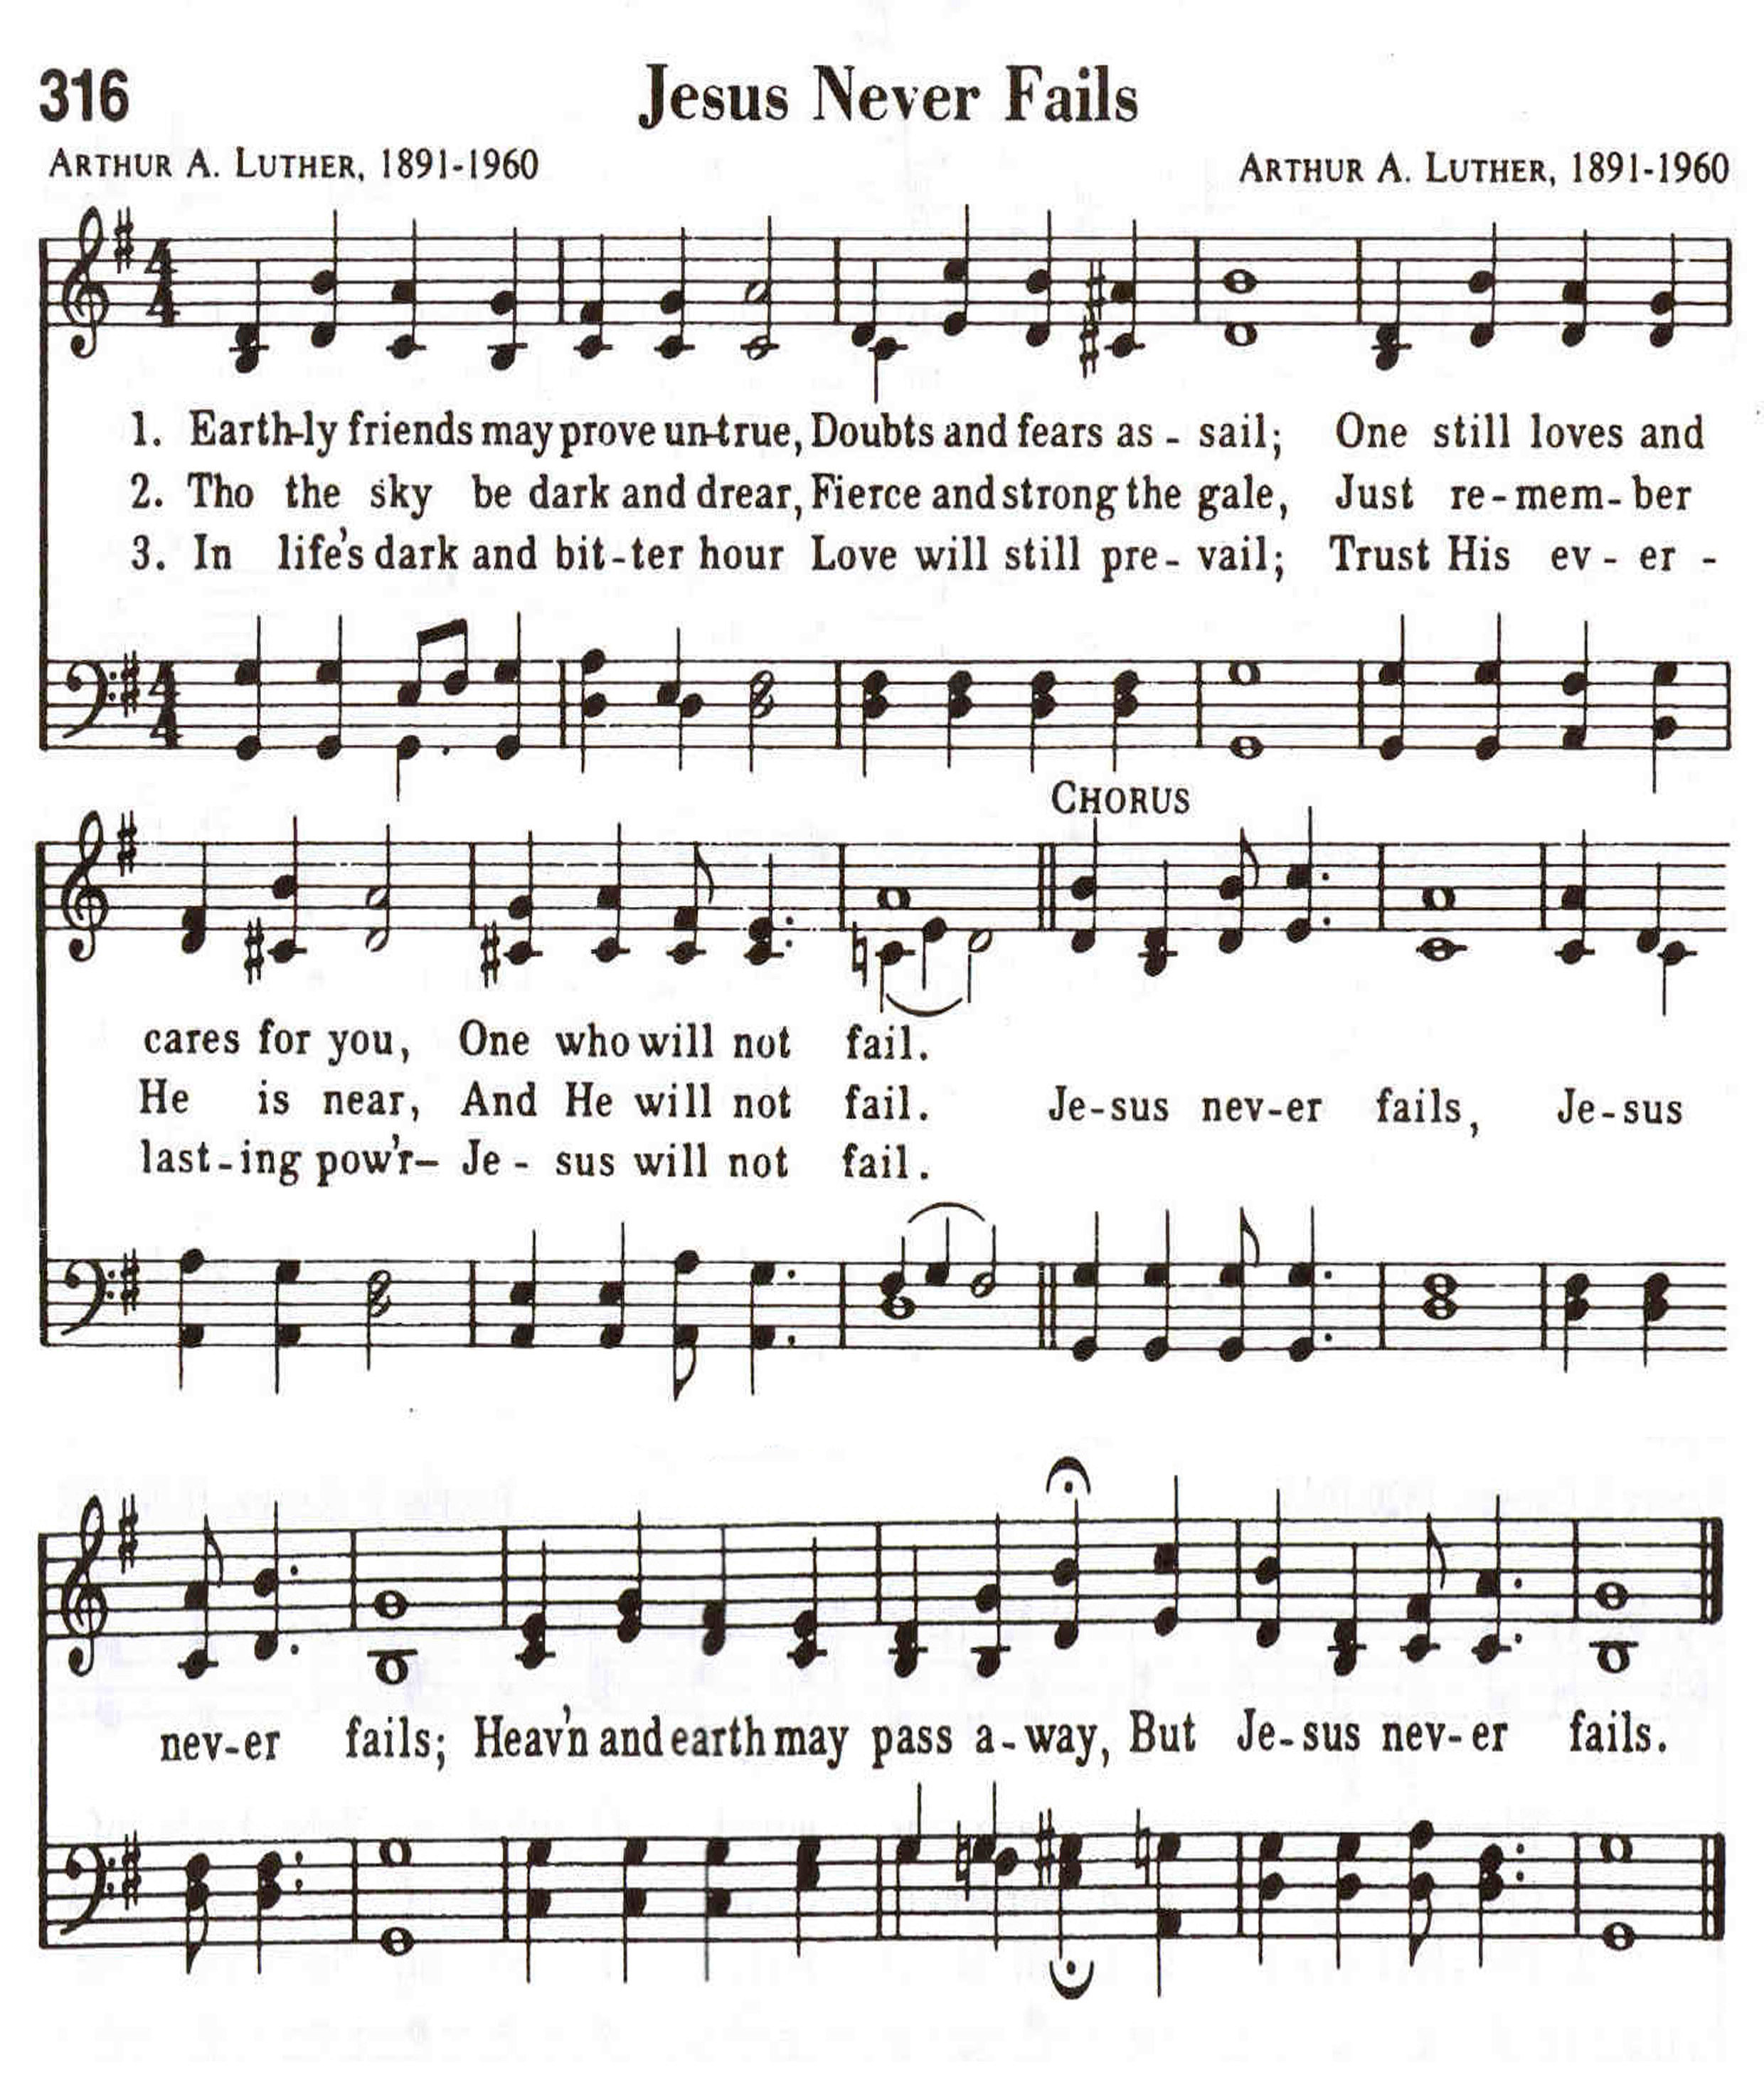 316 Jesus Never Fails
ARTHUR A. LUTHER, 1891-1960 ARTHUR A. LUTHER, 1891-1960
4 4
1. Earth-ly friends may prove un-true, Doubts and fears as - sail; One still loves and
2. Tho the sky be dark and drear, Fierce and strong the gale, Just re - mem - ber
3. In life's dark and bit - ter hour Love will still pre - vail; Trust His ev - er -
4 4
CHORUS
cares for you, One who will not fail.
He is near, And He will not fail. Je-sus nev-er fails, Je-sus
last-ing pow'r– Je - sus will not fail.
nev-er fails; Heav'n and earth may pass a-way, But Je-sus nev-er fails.